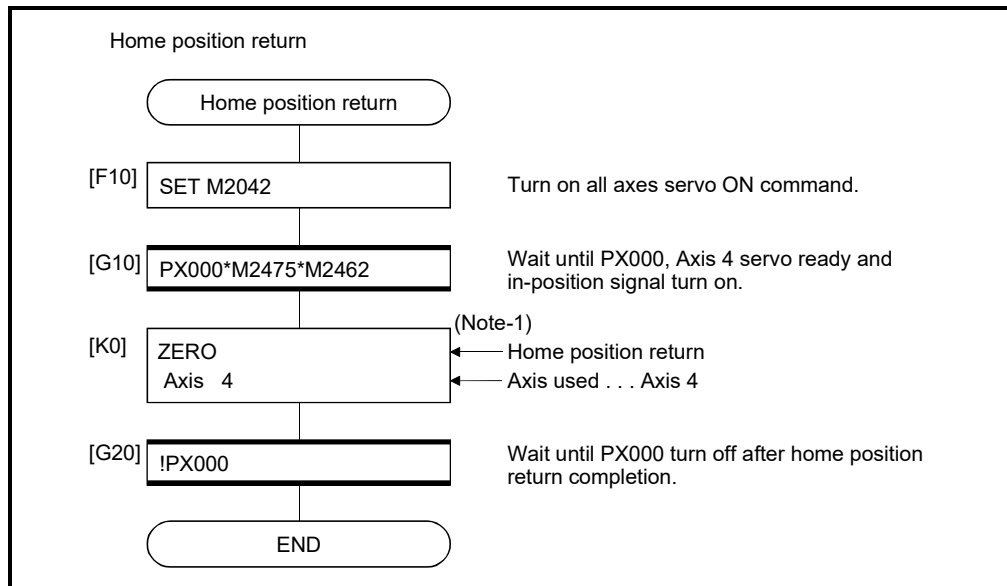 Home position return
Home position return
[F10]
SET M2042
Turn on all axes servo ON command.
[G10]
PX000*M2475*M2462
Wait until PX000, Axis 4 servo ready and
in-position signal turn on.
(Note-1)
[K0]
ZERO
Home position return
Axis 4
Axis used . . . Axis 4
[G20]
!PX000
Wait until PX000 turn off after home position
return completion.
END